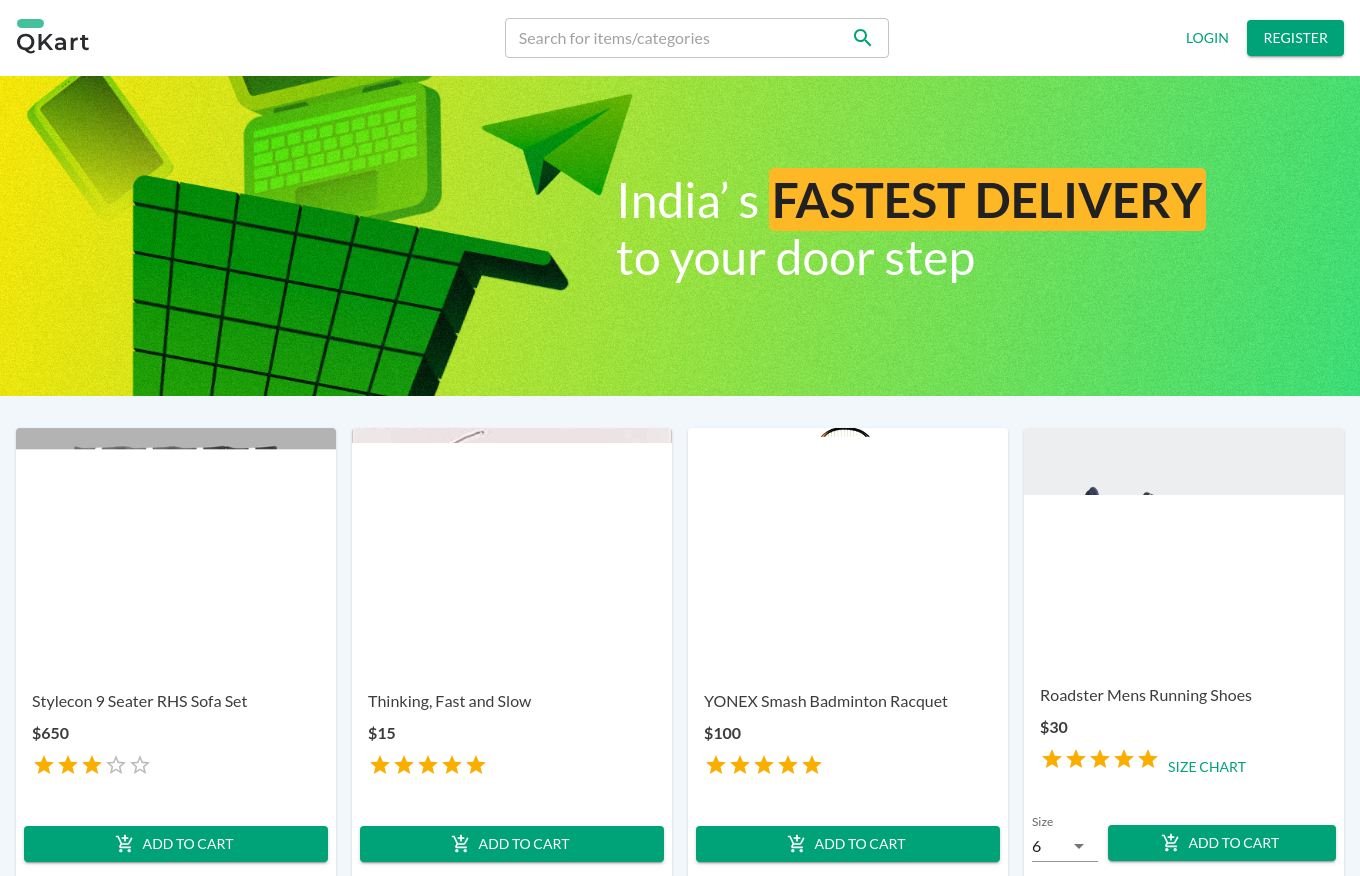 QKart
Search for items/categories
LOGIN
REGISTER
India’ s FASTEST DELIVERY
to your door step
Stylecon 9 Seater RHS Sofa Set
$650
ADD TO CART
Thinking, Fast and Slow
$15
ADD TO CART
YONEX Smash Badminton Racquet
$100
ADD TO CART
Roadster Mens Running Shoes
$30
SIZE CHART
Size
6
ADD TO CART